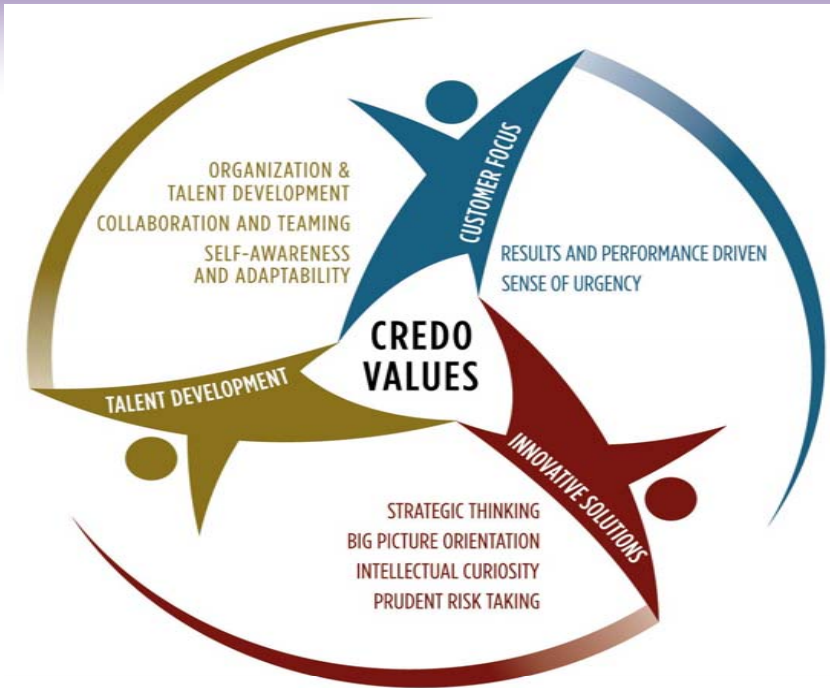 CUSTOMER FOCUS
ORGANIZATION &
TALENT DEVELOPMENT
COLLABORATION AND TEAMING
SELF-AWARENESS
AND ADAPTABILITY
RESULTS AND PERFORMANCE DRIVEN
SENSE OF URGENCY
CREDO
VALUES
TALENT DEVELOPMENT
INNOVATIVE SOLUTIONS
STRATEGIC THINKING
BIG PICTURE ORIENTATION
INTELLECTUAL CURIOSITY
PRUDENT RISK TAKING